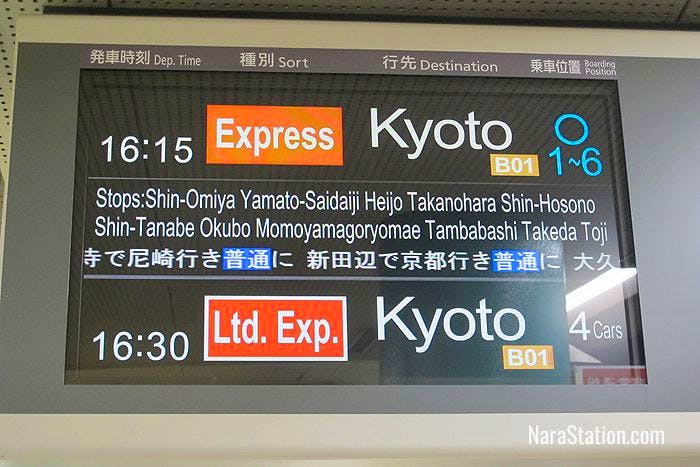 発車時刻 Dep. Time 種別 Sort 行先 Destination 乗車位置 Boarding Position
16:15 Express Kyoto B01 ○ 1~6
Stops:Shin-Omiya Yamato-Saidaiji Heijo Takanohara Shin-Hosono
Shin-Tanabe Okubo Momoyamagoryomae Tambabashi Takeda Toji
寺で尼崎行き普通に 新田辺で京都行き普通に 大久
16:30 Ltd. Exp. Kyoto B01 4 Cars
NaraStation.com